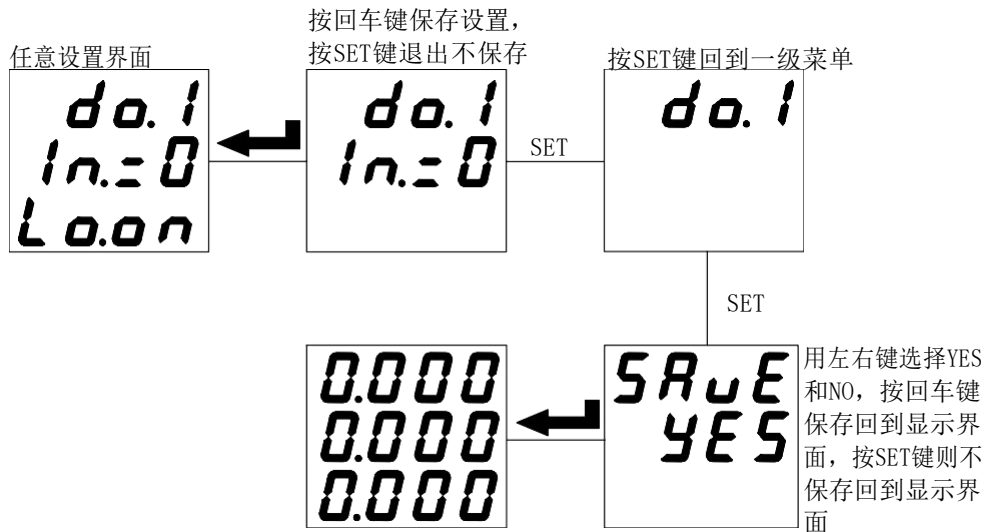 按回车键保存设置，
按SET键退出不保存
任意设置界面
按SET键回到一级菜单
do.1
In.=0
Lo.on
do.1
In.=0
SET
do.1
SET
0.000
0.000
0.000
SAvE
YES
用左右键选择YES
和NO，按回车键
保存回到显示界
面，按SET键则不
保存回到显示界
面